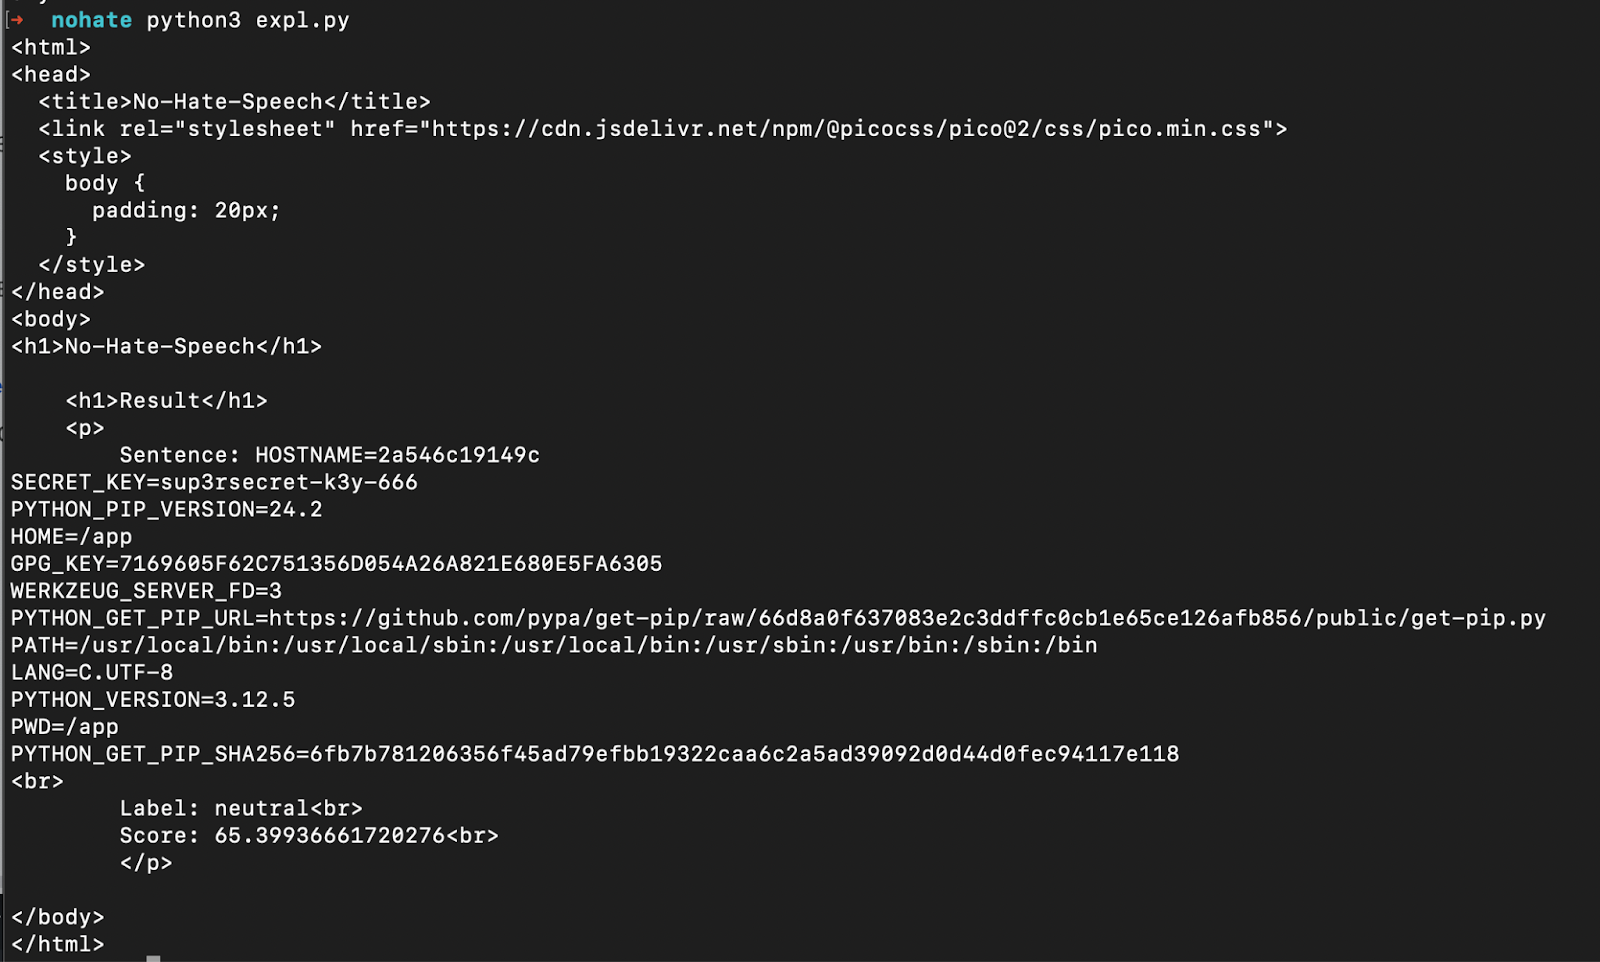 [→  nohate python3 expl.py
<html>
<head>
  <title>No-Hate-Speech</title>
  <link rel="stylesheet" href="https://cdn.jsdelivr.net/npm/@picocss/pico@2/css/pico.min.css">
  <style>
    body {
      padding: 20px;
    }
  </style>
</head>
<body>
<h1>No-Hate-Speech</h1>

    <h1>Result</h1>
    <p>
        Sentence: HOSTNAME=2a546c19149c
SECRET_KEY=sup3rsecret-k3y-666
PYTHON_PIP_VERSION=24.2
HOME=/app
GPG_KEY=7169605F62C751356D054A26A821E680E5FA6305
WERKZEUG_SERVER_FD=3
PYTHON_GET_PIP_URL=https://github.com/pypa/get-pip/raw/66d8a0f637083e2c3ddffc0cb1e65ce126afb856/public/get-pip.py
PATH=/usr/local/bin:/usr/local/sbin:/usr/local/bin:/usr/sbin:/usr/bin:/sbin:/bin
LANG=C.UTF-8
PYTHON_VERSION=3.12.5
PWD=/app
PYTHON_GET_PIP_SHA256=6fb7b781206356f45ad79efbb19322caa6c2a5ad39092d0d44d0fec94117e118
<br>
        Label: neutral<br>
        Score: 65.39936661720276<br>
        </p>

</body>
</html>